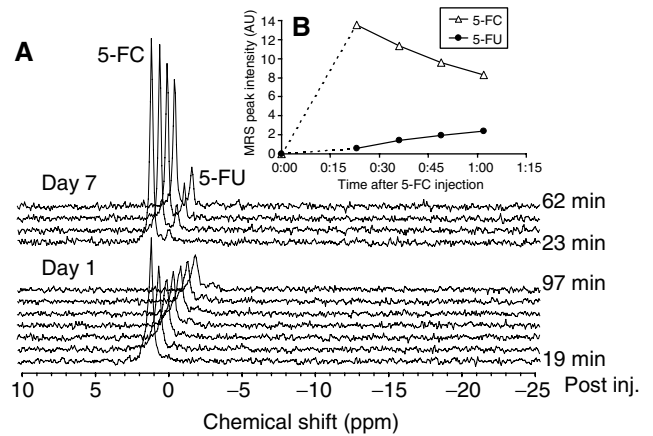 A
5-FC
5-FU
Day 7
62 min
23 min
Day 1
97 min
19 min
10 5 0 –5 –10 –15 –20 –25 Post inj.
Chemical shift (ppm)
B
MRS peak intensity (AU)
14
12
10
8
6
4
2
0
0:00 0:15 0:30 0:45 1:00 1:15
Time after 5-FC injection
5-FC
5-FU